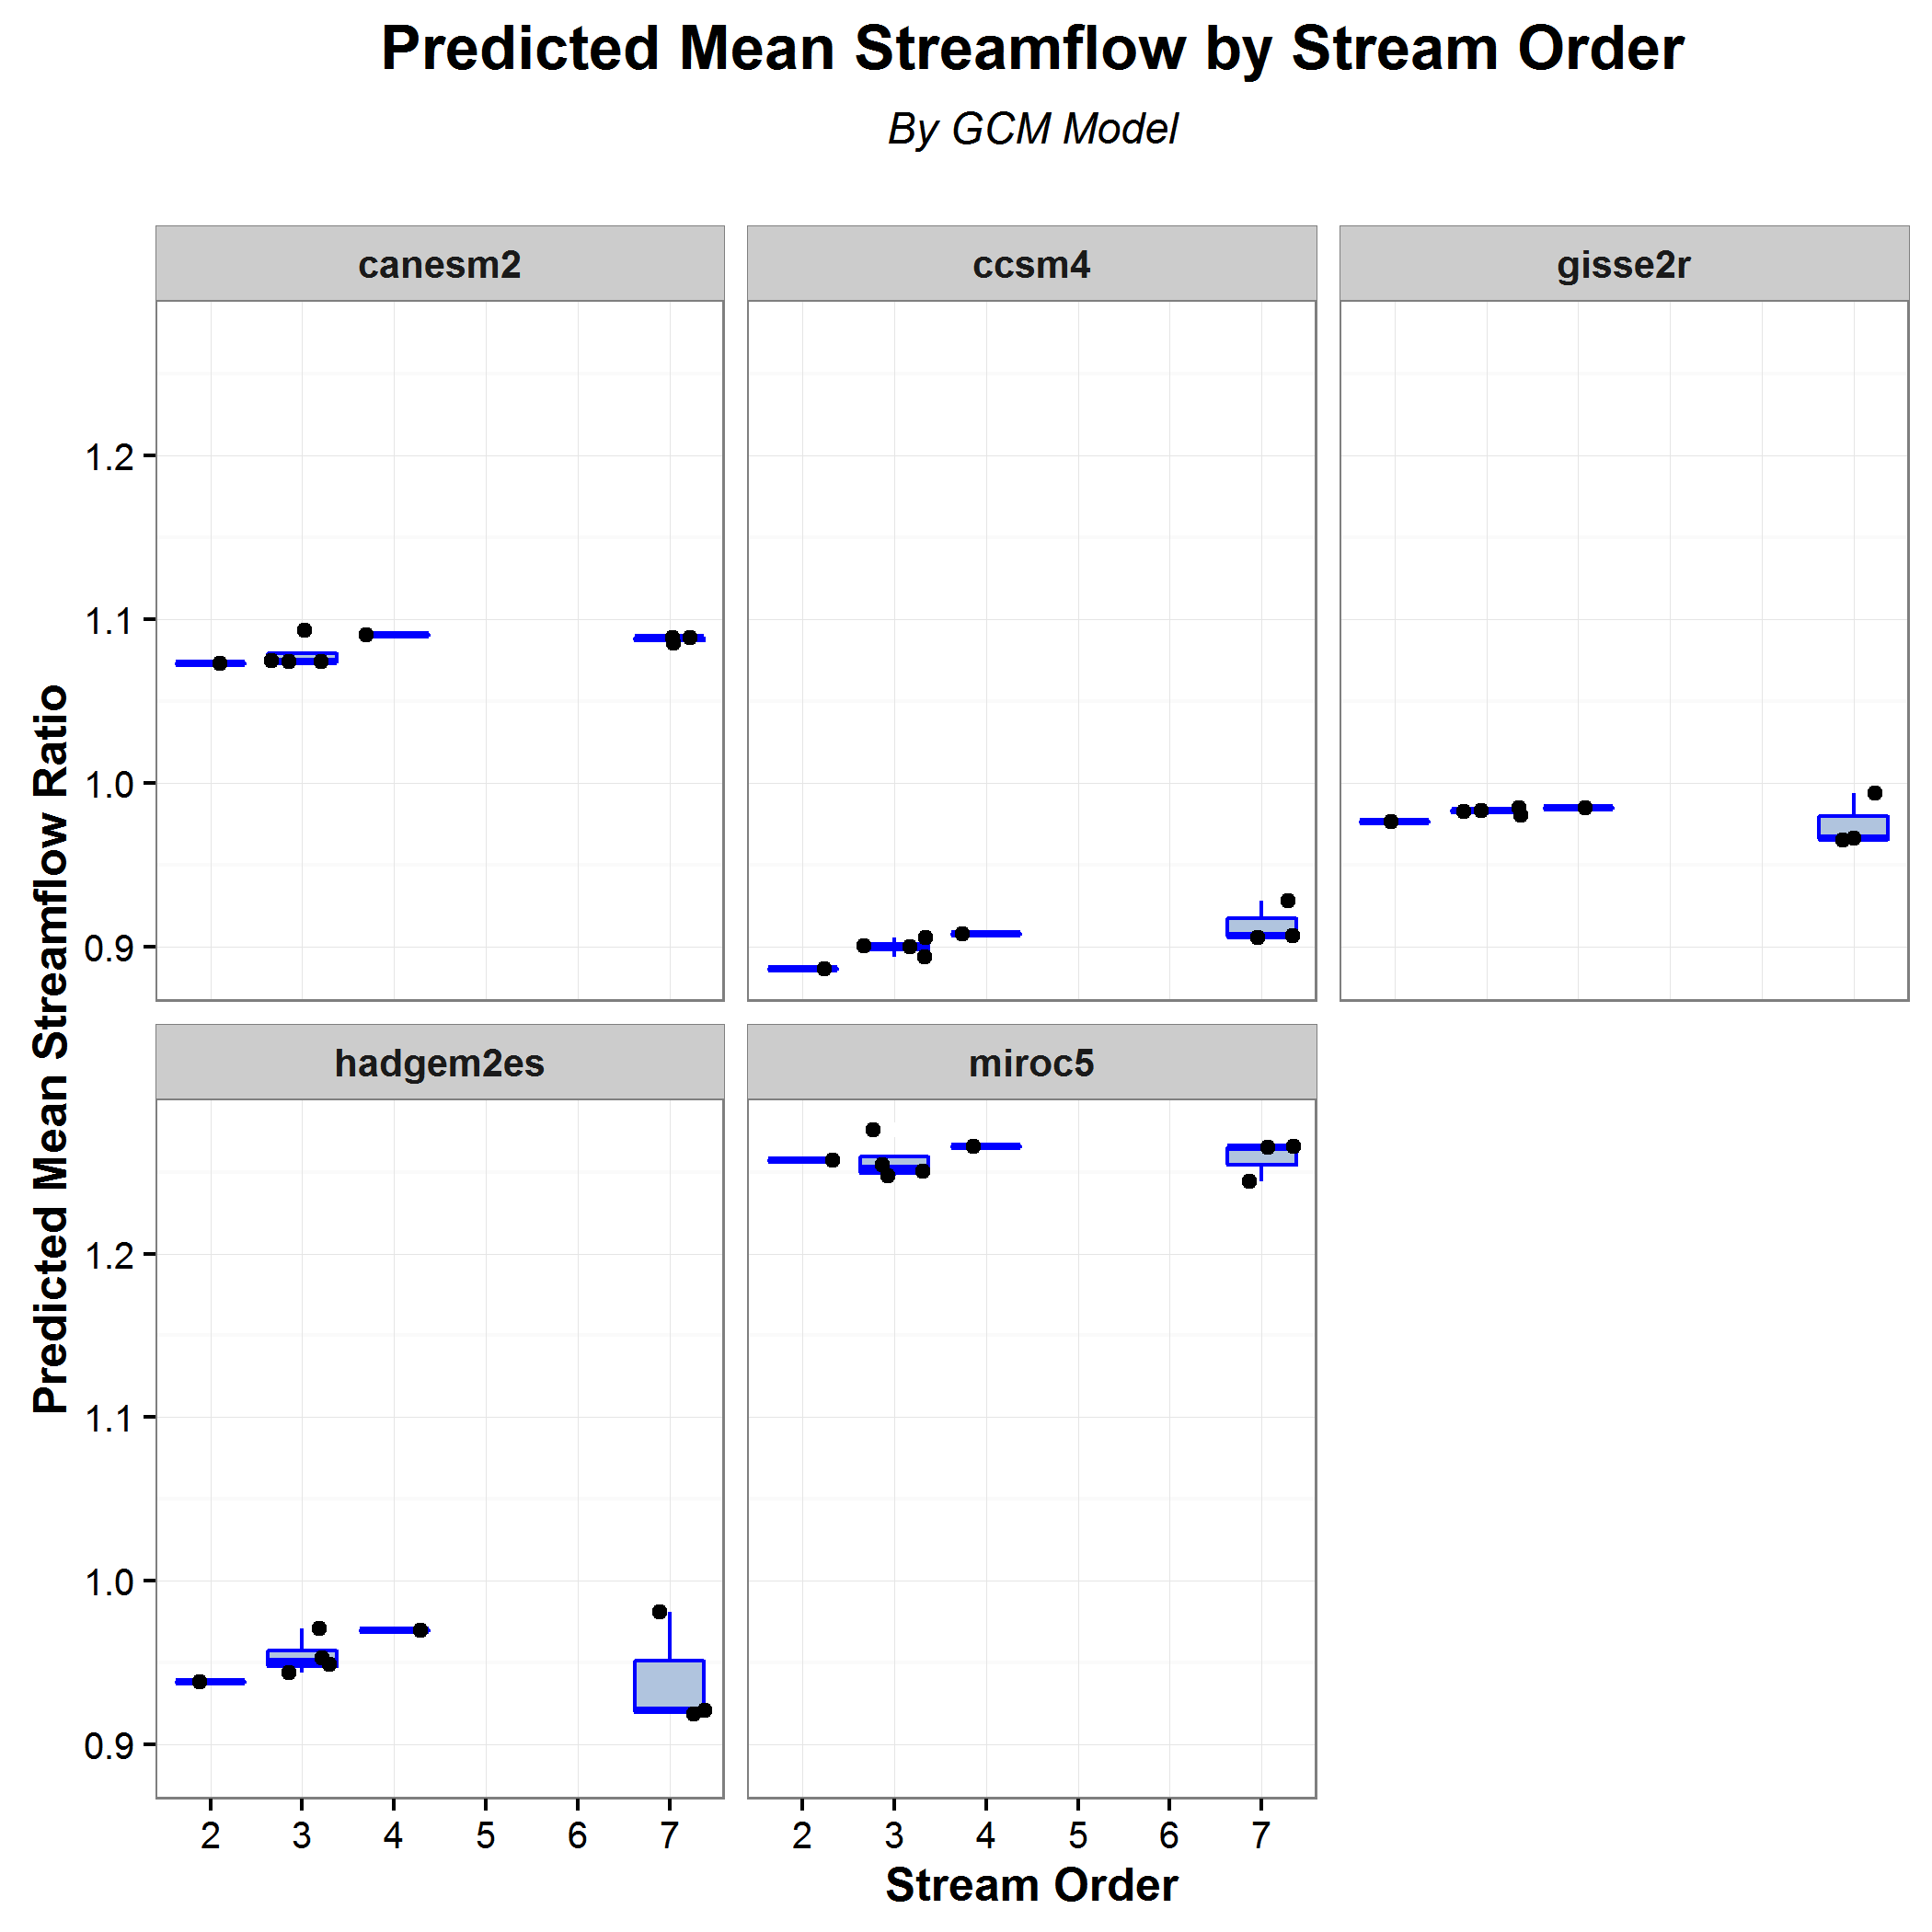 Predicted Mean Streamflow by Stream Order
By GCM Model
canesm2
ccsm4
gisse2r
1.2
1.1
1.0
0.9
Predicted Mean Streamflow Ratio
hadgem2es
miroc5
1.2
1.1
1.0
0.9
2 3 4 5 6 7
2 3 4 5 6 7
Stream Order